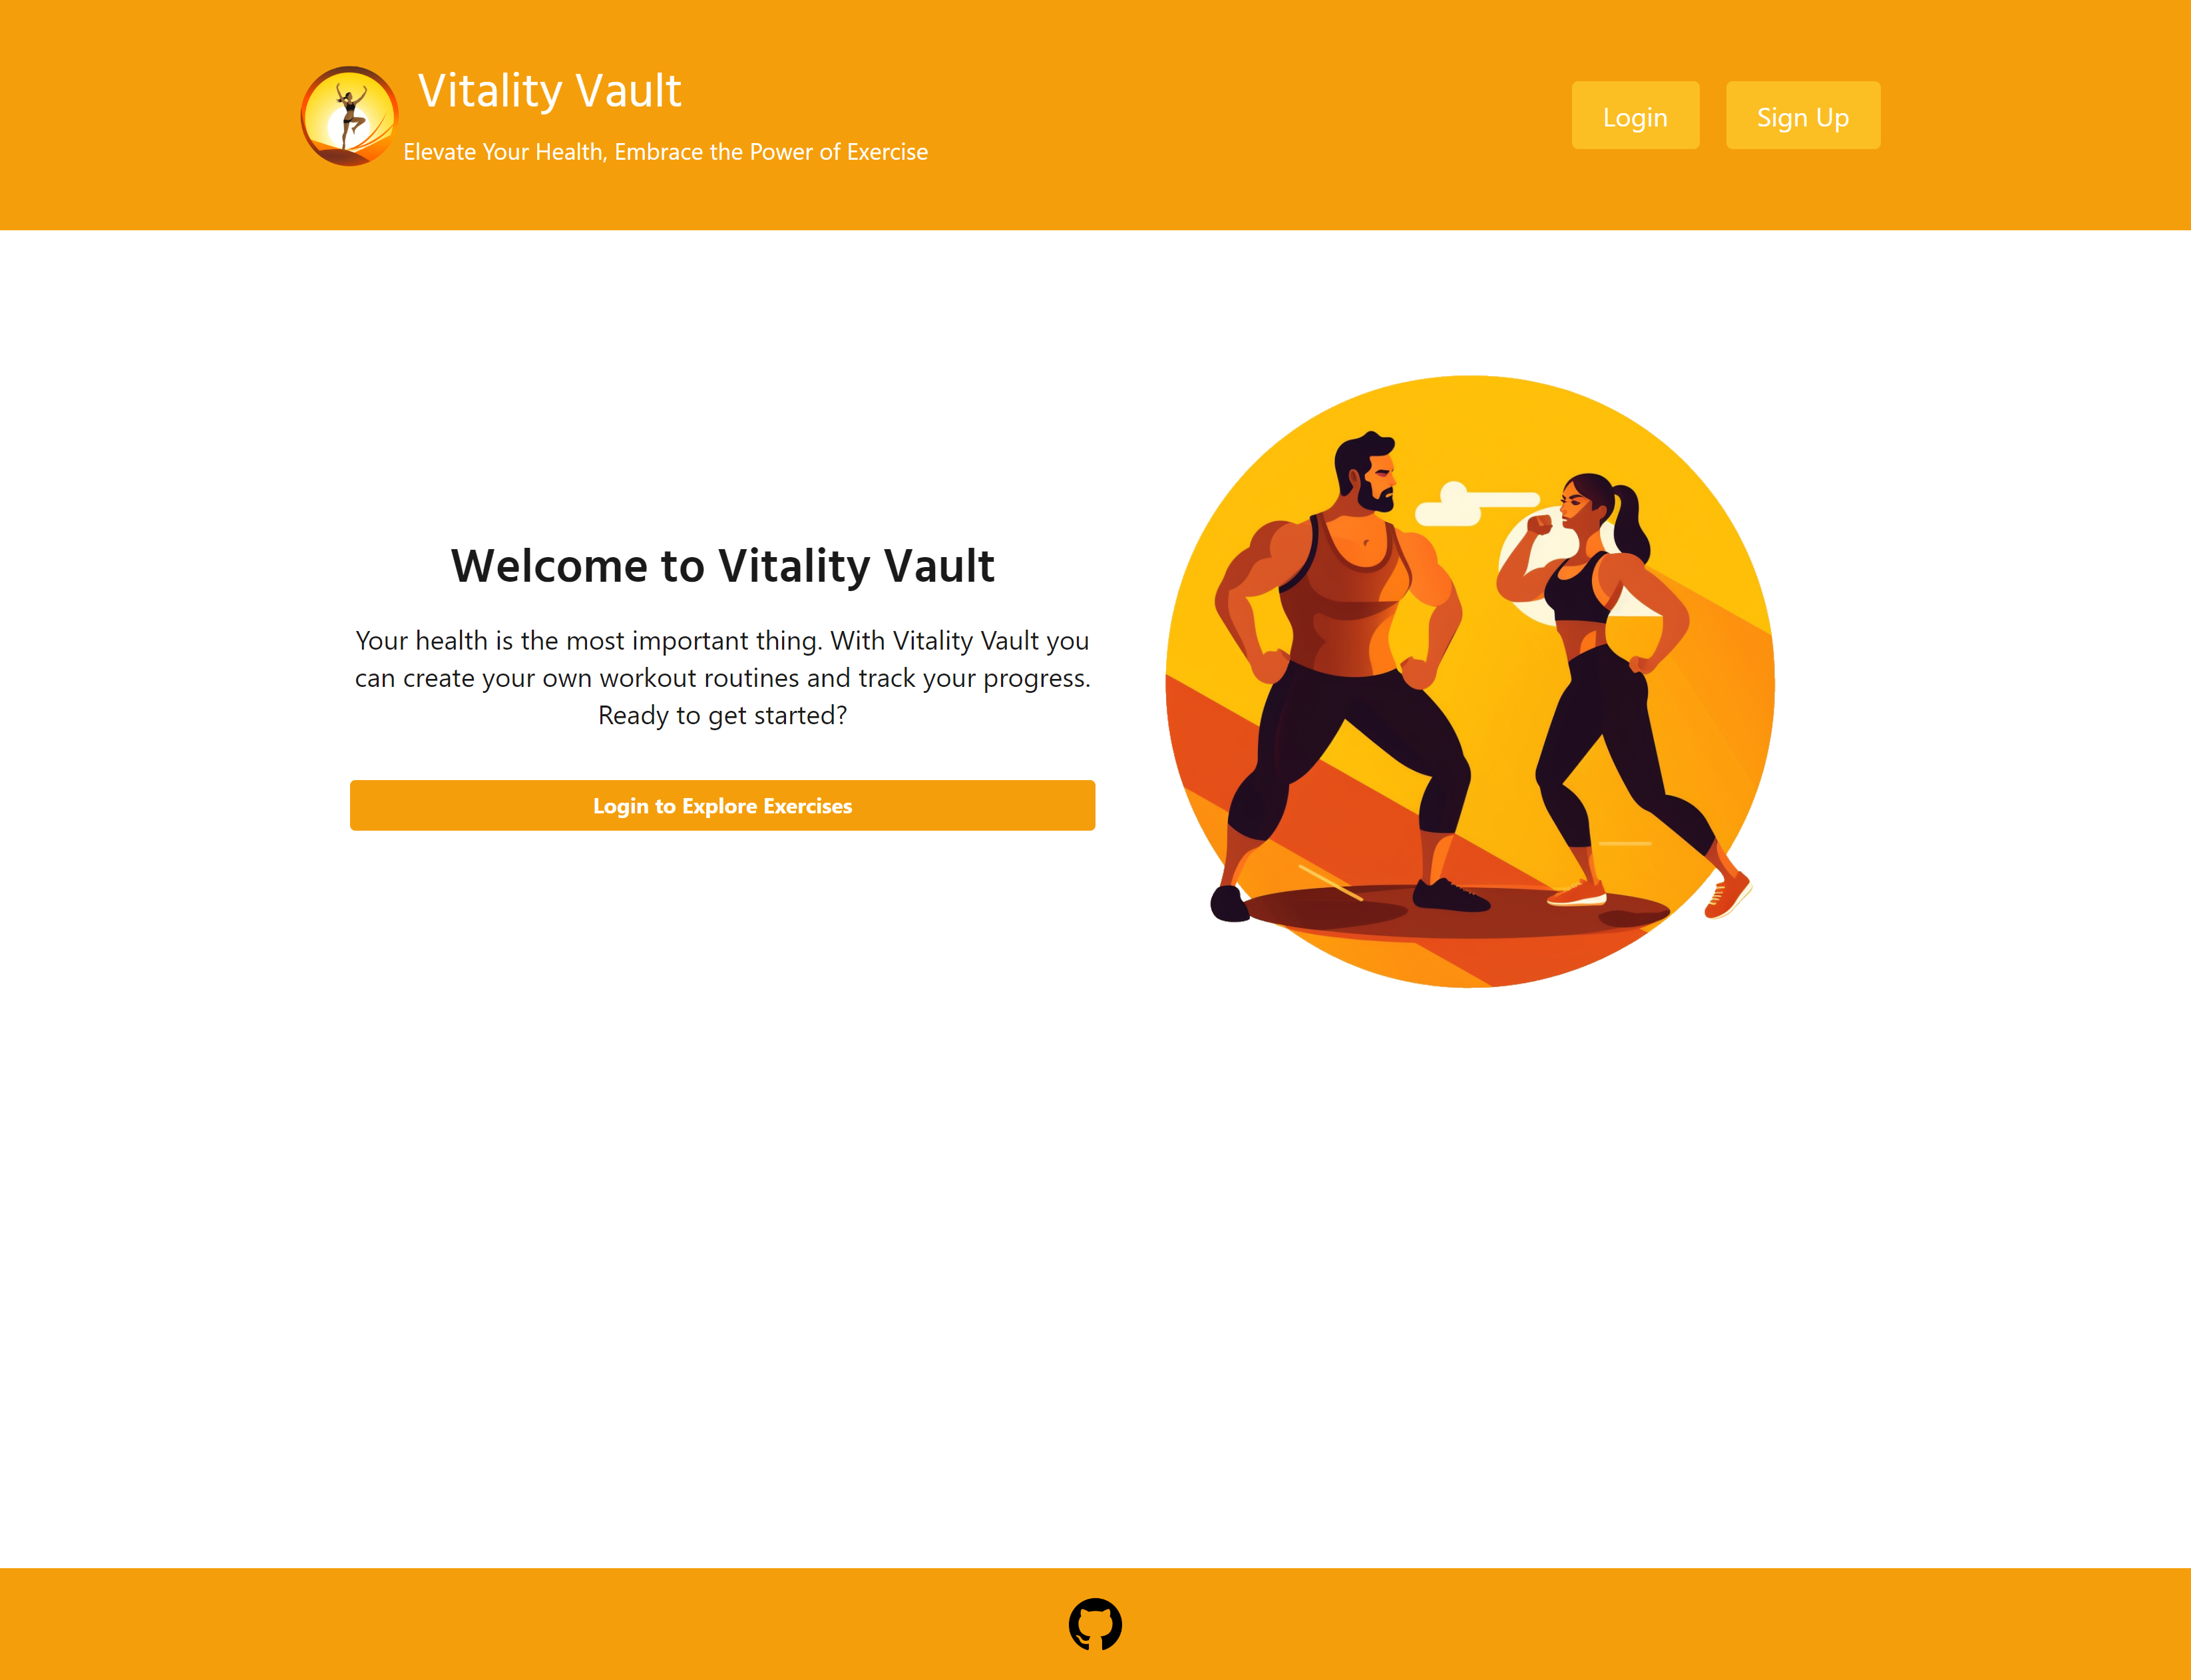 Vitality Vault
Elevate Your Health, Embrace the Power of Exercise
Login
Sign Up
Welcome to Vitality Vault
Your health is the most important thing. With Vitality Vault you
can create your own workout routines and track your progress.
Ready to get started?
Login to Explore Exercises